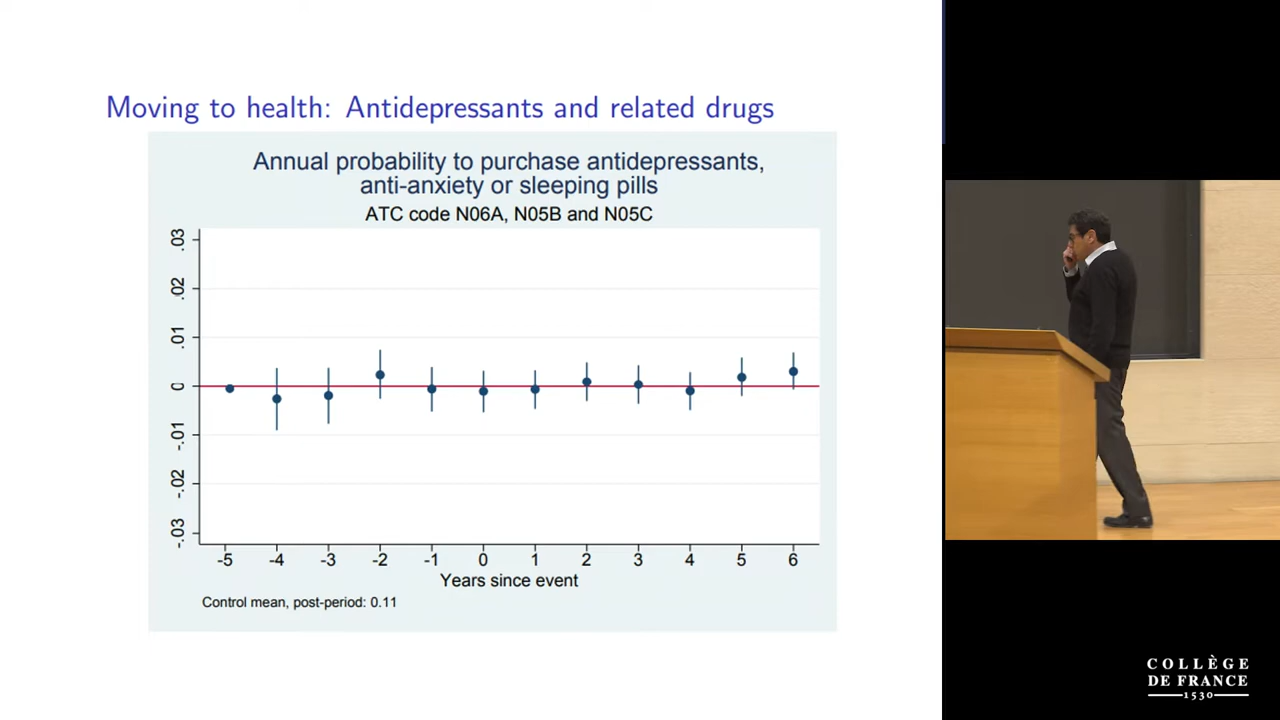 Moving to health: Antidepressants and related drugs
Annual probability to purchase antidepressants,
anti-anxiety or sleeping pills
ATC code N06A, N05B and N05C
.03
.02
.01
0
-.01
-.02
-.03
-5 -4 -3 -2 -1 0 1 2 3 4 5 6
Years since event
Control mean, post-period: 0.11
COLLÈGE
DE FRANCE
1530